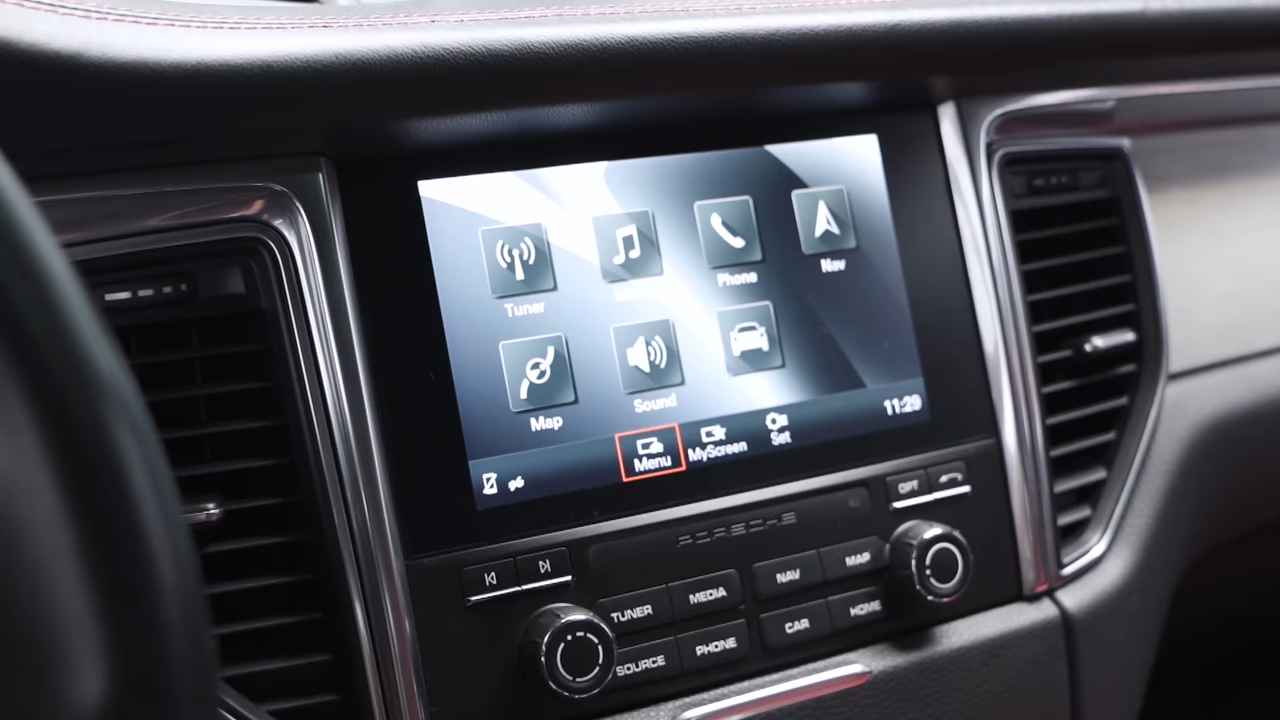 Tuner
Phone
Nav
Map
Sound
Menu
MyScreen
Set
11:29
OPT
PORSCHE
TUNER
MEDIA
NAV
MAP
SOURCE
PHONE
CAR
HOME